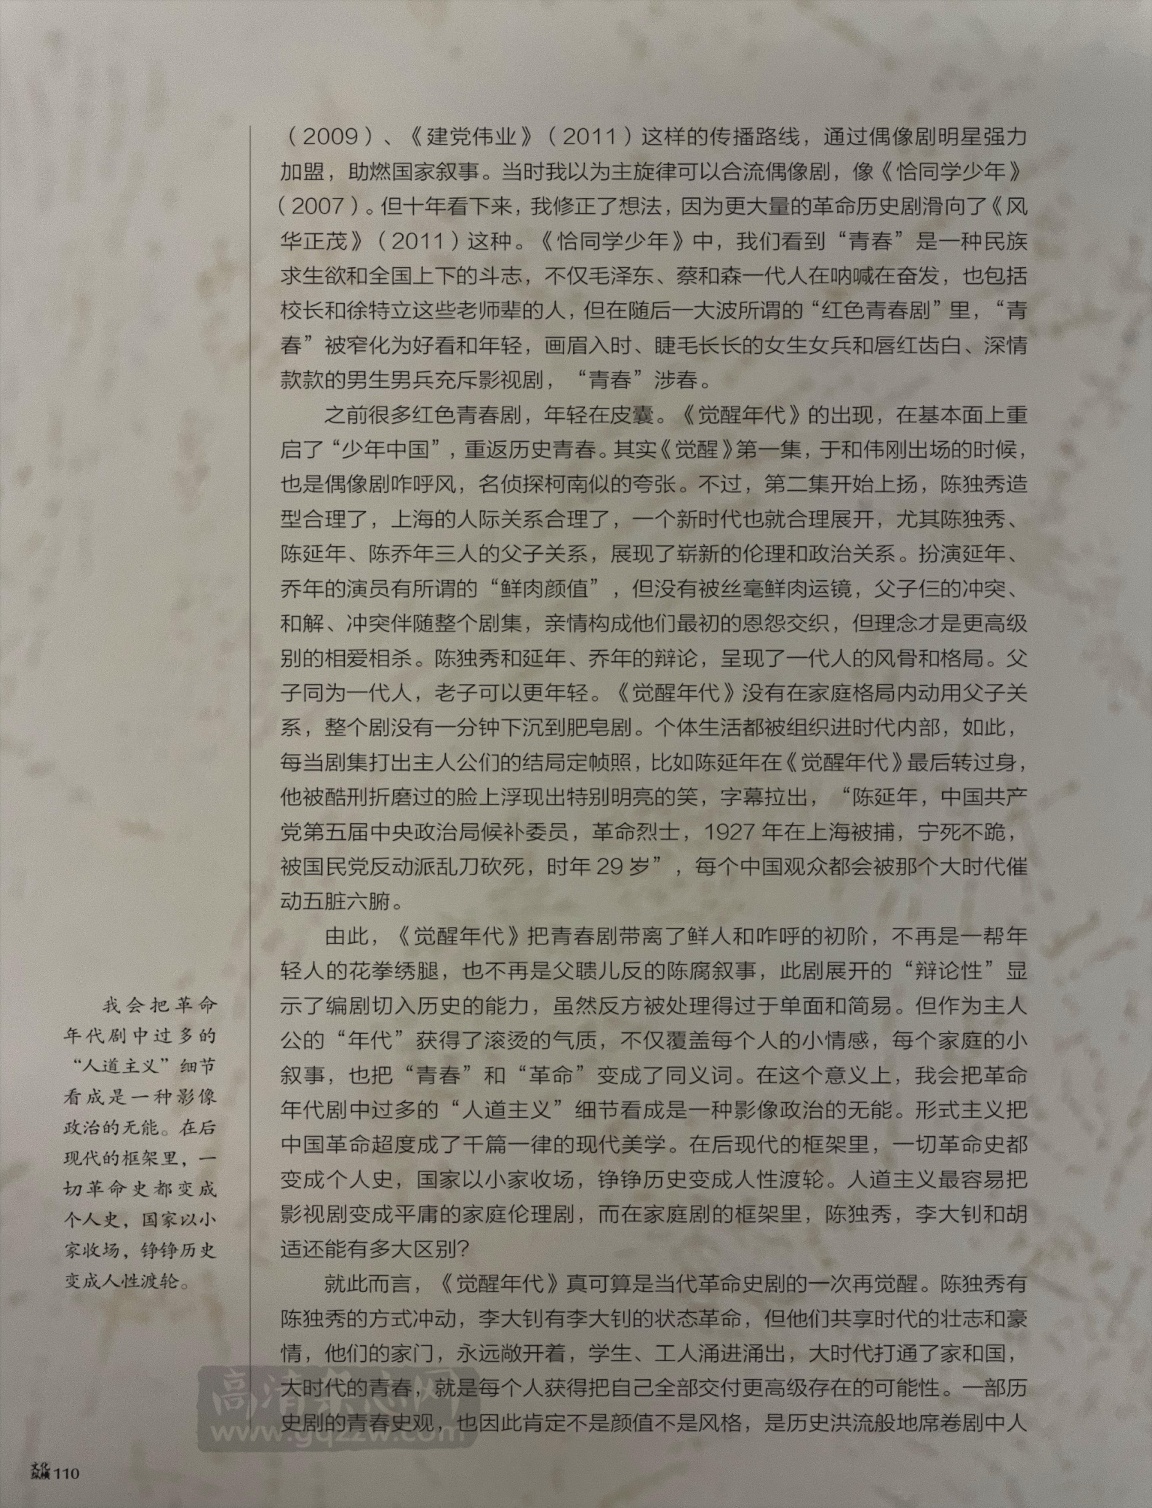 （2009）、《建党伟业》（2011）这样的传播路线，通过偶像剧明星强力
加盟，助燃国家叙事。当时我以为主旋律可以合流偶像剧，像《恰同学少年》
（2007）。但十年看下来，我修正了想法，因为更大量的革命历史剧滑向了《风
华正茂》（2011）这种。《恰同学少年》中，我们看到“青春”是一种民族
求生欲和全国上下的斗志，不仅毛泽东、蔡和森一代人在呐喊在奋发，也包括
校长和徐特立这些老师辈的人，但在随后一大波所谓的“红色青春剧”里，“青
春”被窄化为好看和年轻，画眉入时、睫毛长长的女生女兵和唇红齿白、深情
款款的男生男兵充斥影视剧，“青春”涉春。
之前很多红色青春剧，年轻在皮囊。《觉醒年代》的出现，在基本面上重
启了“少年中国”，重返历史青春。其实《觉醒》第一集，于和伟刚出场的时候，
也是偶像剧咋呼风，名侦探柯南似的夸张。不过，第二集开始上扬，陈独秀造
型合理了，上海的人际关系合理了，一个新时代也就合理展开，尤其陈独秀、
陈延年、陈乔年三人的父子关系，展现了崭新的伦理和政治关系。扮演延年、
乔年的演员有所谓的“鲜肉颜值”，但没有被丝毫鲜肉运镜，父子仨的冲突、
和解、冲突伴随整个剧集，亲情构成他们最初的恩怨交织，但理念才是更高级
别的相爱相杀。陈独秀和延年、乔年的辩论，呈现了一代人的风骨和格局。父
子同为一代人，老子可以更年轻。《觉醒年代》没有在家庭格局内动用父子关
系，整个剧没有一分钟下沉到肥皂剧。个体生活都被组织进时代内部，如此，
每当剧集打出主人公们的结局定帧照，比如陈延年在《觉醒年代》最后转过身，
他被酷刑折磨过的脸上浮现出特别明亮的笑，字幕拉出，“陈延年，中国共产
党第五届中央政治局候补委员，革命烈士，1927 年在上海被捕，宁死不跪，
被国民党反动派乱刀砍死，时年 29 岁”，每个中国观众都会被那个大时代催
动五脏六腑。
由此，《觉醒年代》把青春剧带离了鲜人和咋呼的初阶，不再是一帮年
轻人的花拳绣腿，也不再是父聩儿反的陈腐叙事，此剧展开的“辩论性”显
示了编剧切入历史的能力，虽然反方被处理得过于单面和简易。但作为主人
公的“年代”获得了滚烫的气质，不仅覆盖每个人的小情感，每个家庭的小
叙事，也把“青春”和“革命”变成了同义词。在这个意义上，我会把革命
年代剧中过多的“人道主义”细节看成是一种影像政治的无能。形式主义把
中国革命超度成了千篇一律的现代美学。在后现代的框架里，一切革命史都
变成个人史，国家以小家收场，铮铮历史变成人性渡轮。人道主义最容易把
影视剧变成平庸的家庭伦理剧，而在家庭剧的框架里，陈独秀，李大钊和胡
适还能有多大区别？
就此而言，《觉醒年代》真可算是当代革命史剧的一次再觉醒。陈独秀有
陈独秀的方式冲动，李大钊有李大钊的状态革命，但他们共享时代的壮志和豪
情，他们的家门，永远敞开着，学生、工人涌进涌出，大时代打通了家和国，
大时代的青春，就是每个人获得把自己全部交付更高级存在的可能性。一部历
史剧的青春史观，也因此肯定不是颜值不是风格，是历史洪流般地席卷剧中人
我会把革命
年代剧中过多的
“人道主义”细节
看成是一种影像
政治的无能。在后
现代的框架里，一
切革命史都变成
个人史，国家以小
家收场，铮铮历史
变成人性渡轮。
高清杂志网
www.gqzzw.com
文化
纵横 110